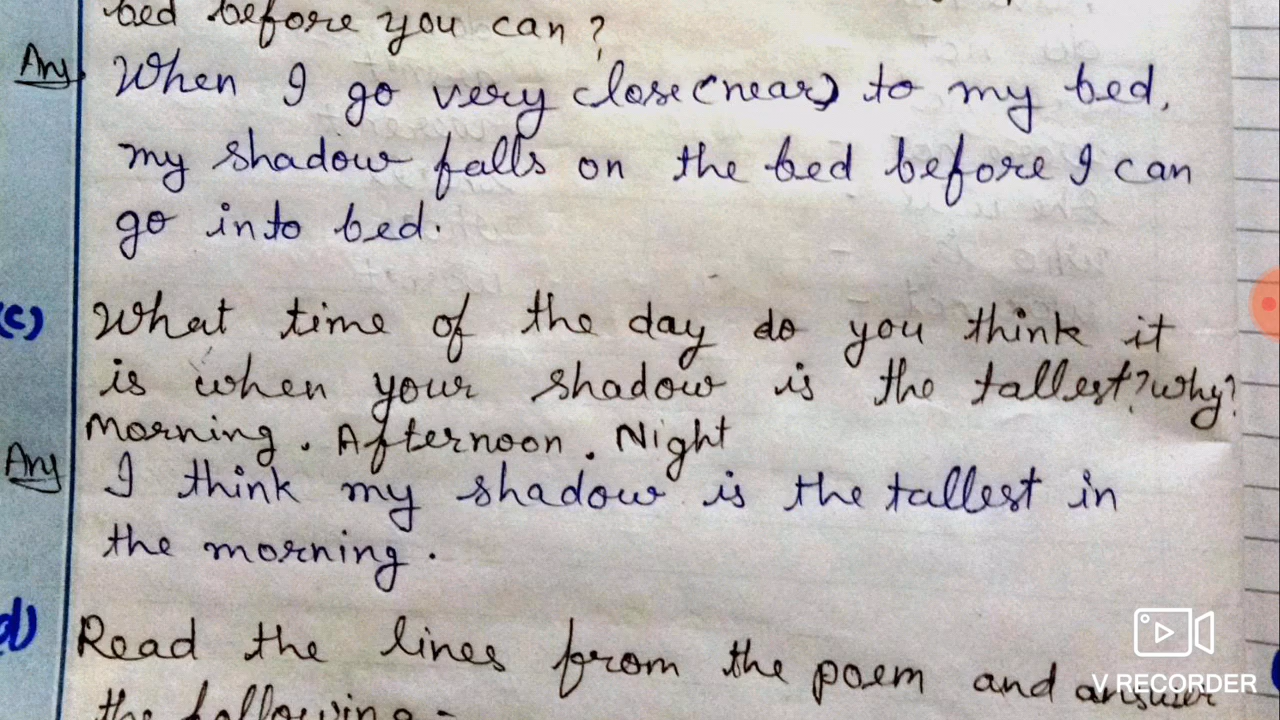 bed before you can?
Ans. When I go very close(near) to my bed,
my shadow falls on the bed before I can
go into bed.
(c) What time of the day do you think it
is when your shadow is the tallest? why?
Morning. Afternoon. Night
Ans I think my shadow is the tallest in
the morning.
d) Read the lines from the poem and answer
the following-
V RECORDER